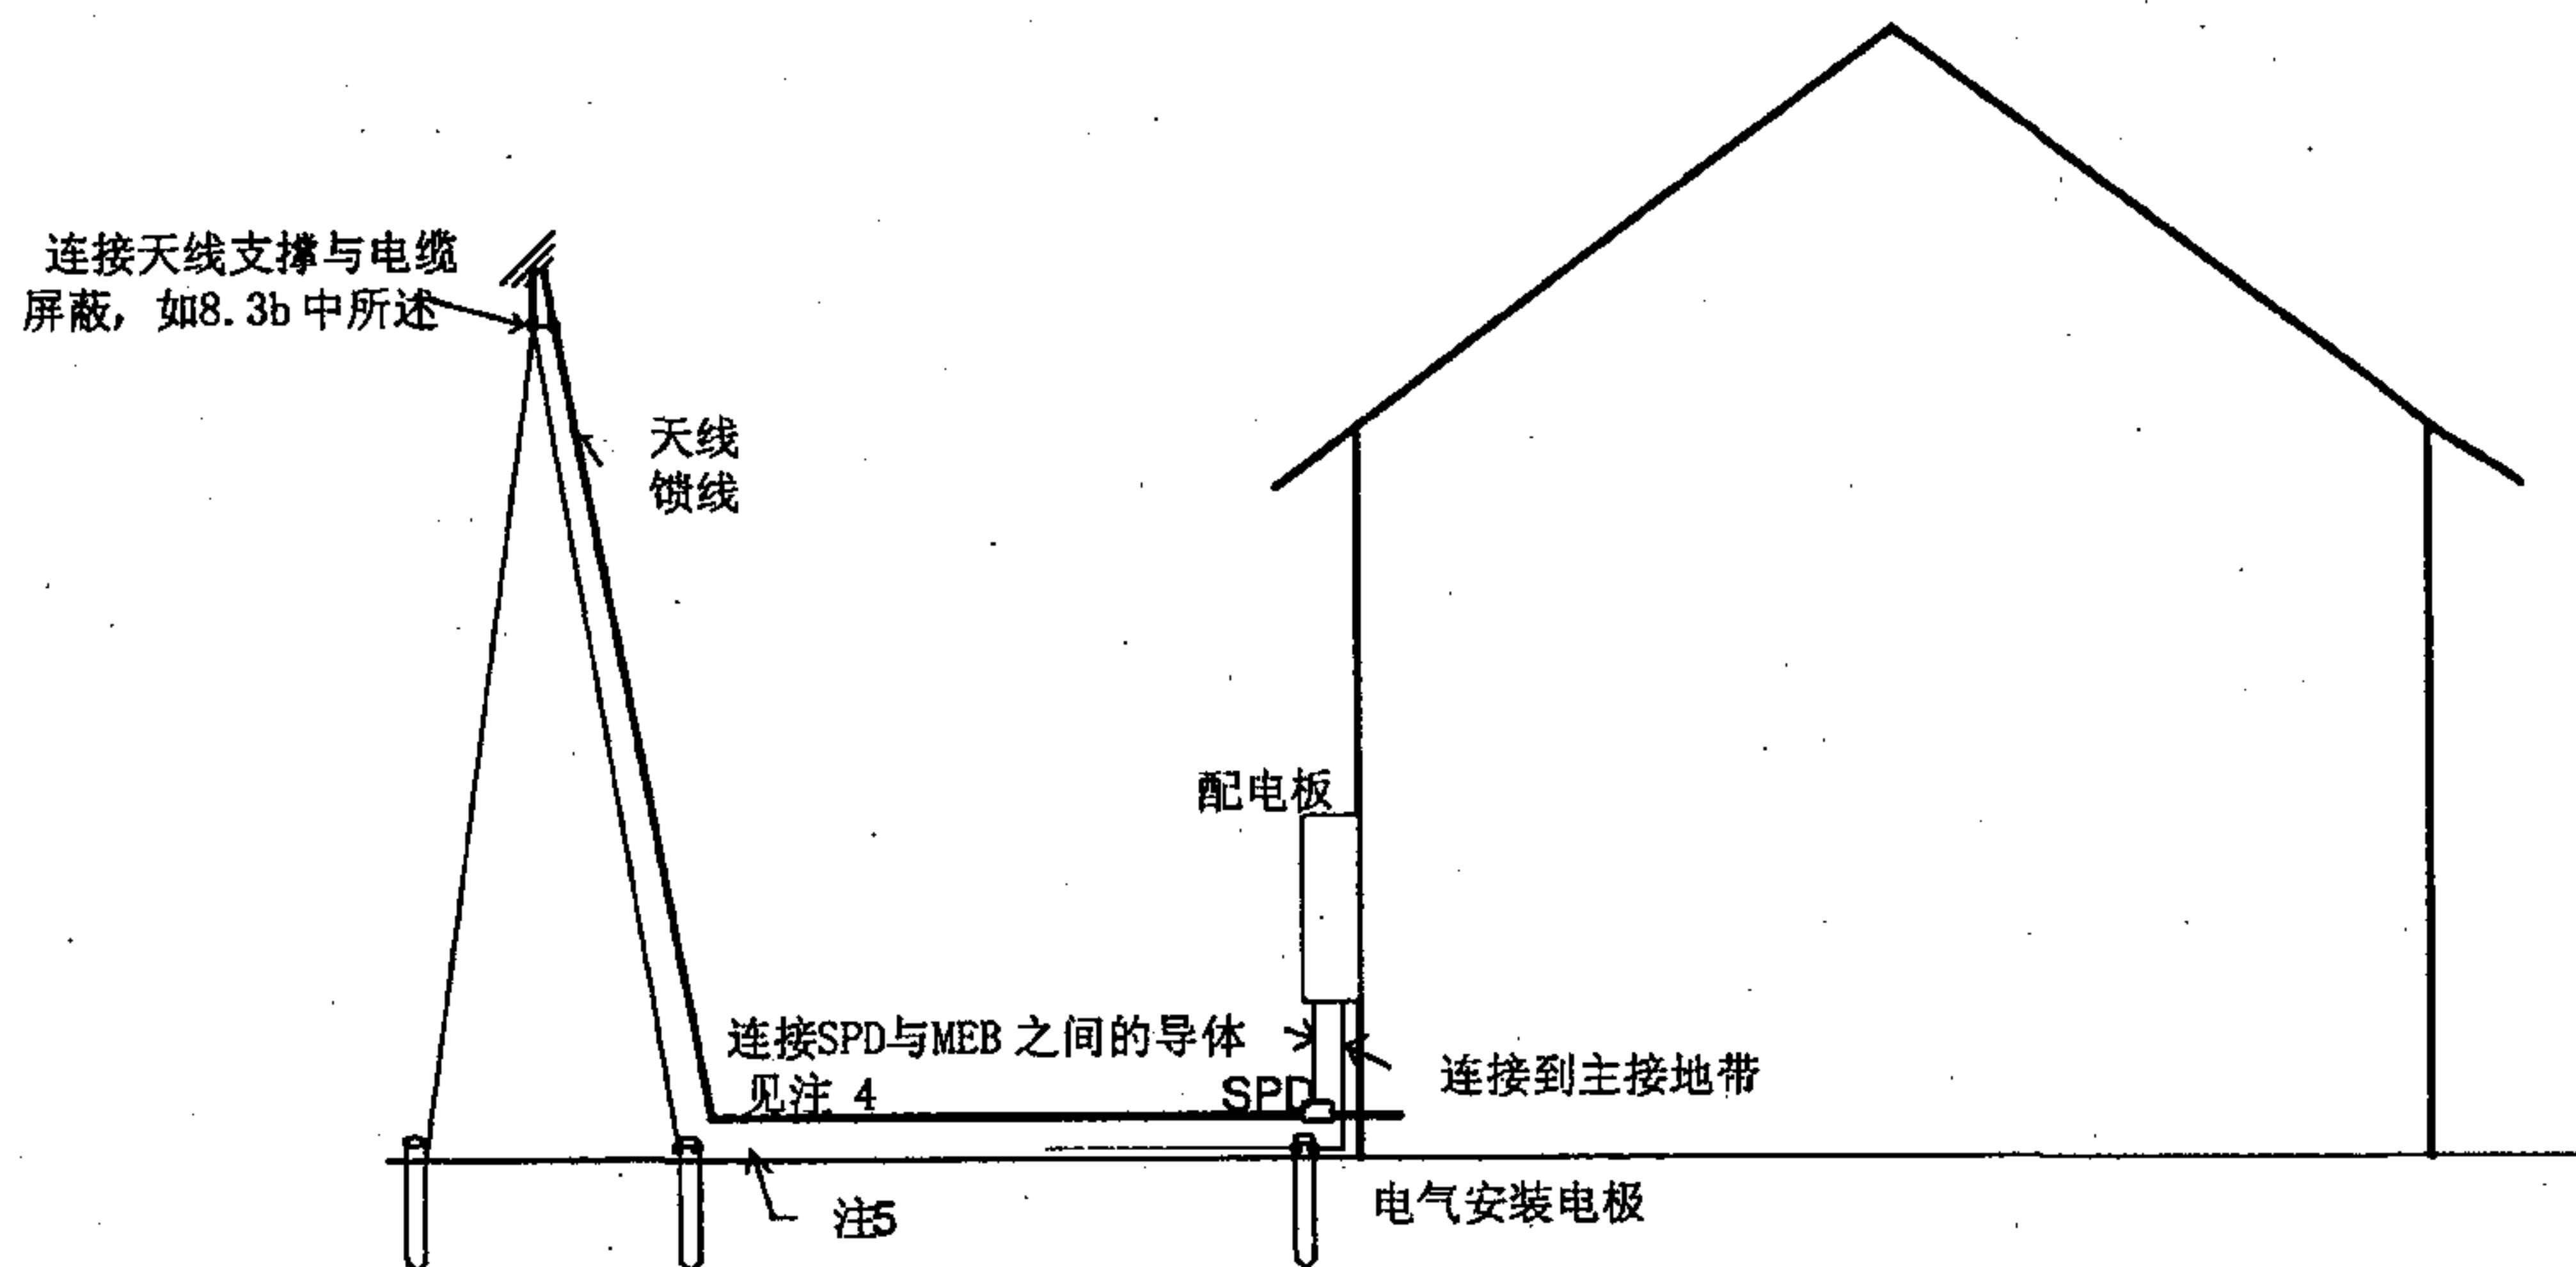 连接天线支撑与电缆
屏蔽, 如8.3b 中所述
天线
馈线
配电板
连接SPD与MEB 之间的导体
见注 4
SPD
连接到主接地带
注5
电气安装电极